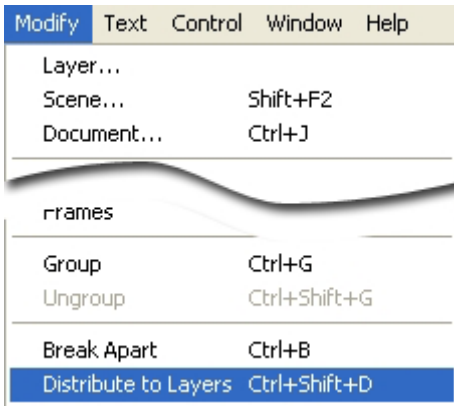 Modify Text Control Window Help
Layer...
Scene... Shift+F2
Document... Ctrl+J
Frames
Group Ctrl+G
Ungroup Ctrl+Shift+G
Break Apart Ctrl+B
Distribute to Layers Ctrl+Shift+D